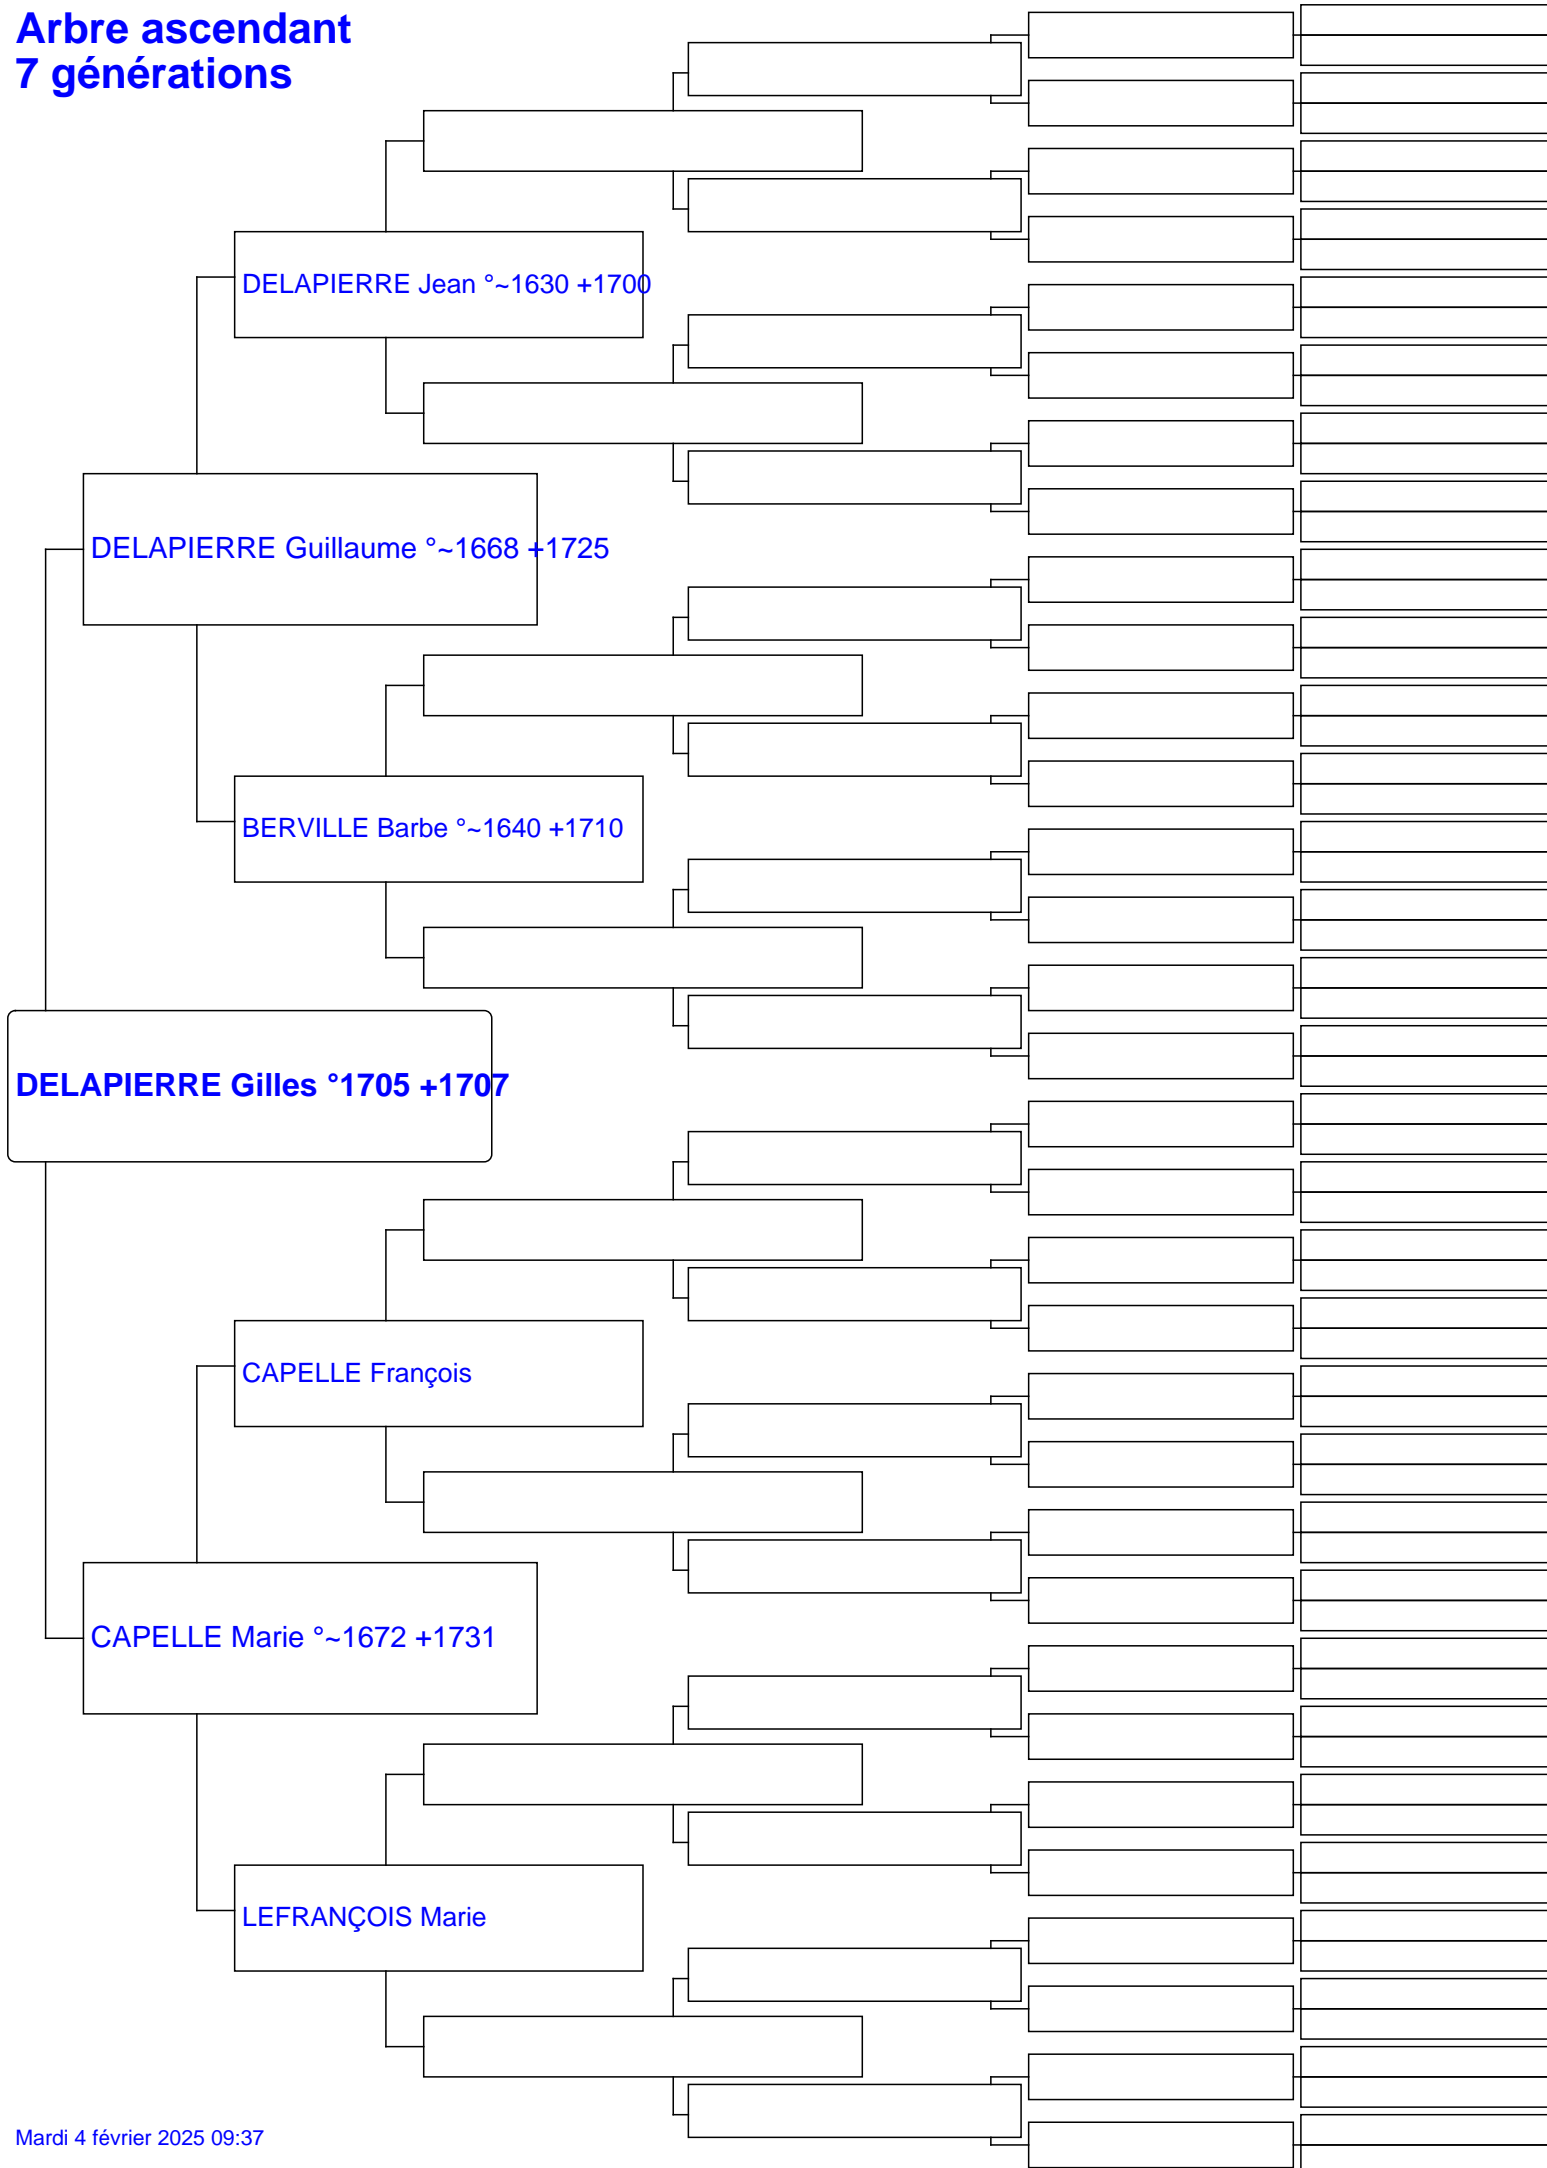 Arbre ascendant
7 générations
DELAPIERRE Jean °~1630 +1700
DELAPIERRE Guillaume °~1668 +1725
BERVILLE Barbe °~1640 +1710
DELAPIERRE Gilles °1705 +1707
CAPELLE François
CAPELLE Marie °~1672 +1731
LEFRANÇOIS Marie
Mardi 4 février 2025 09:37